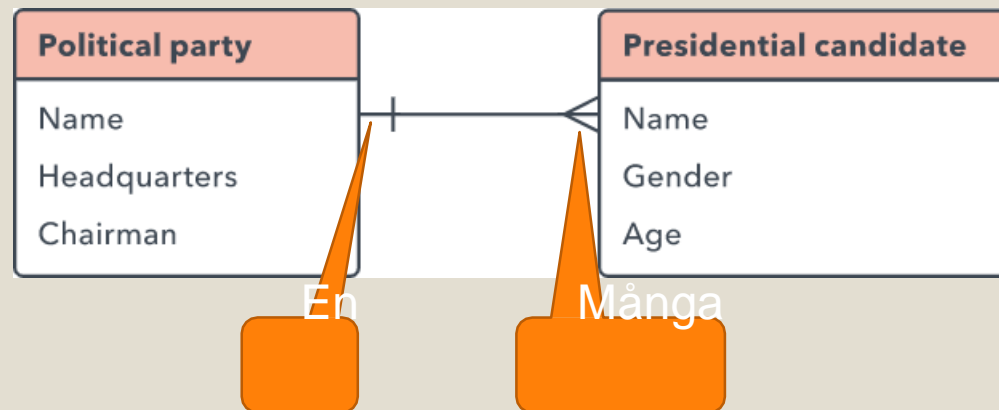 Political party
Name
Headquarters
Chairman
Presidential candidate
Name
Gender
Age
En
Många